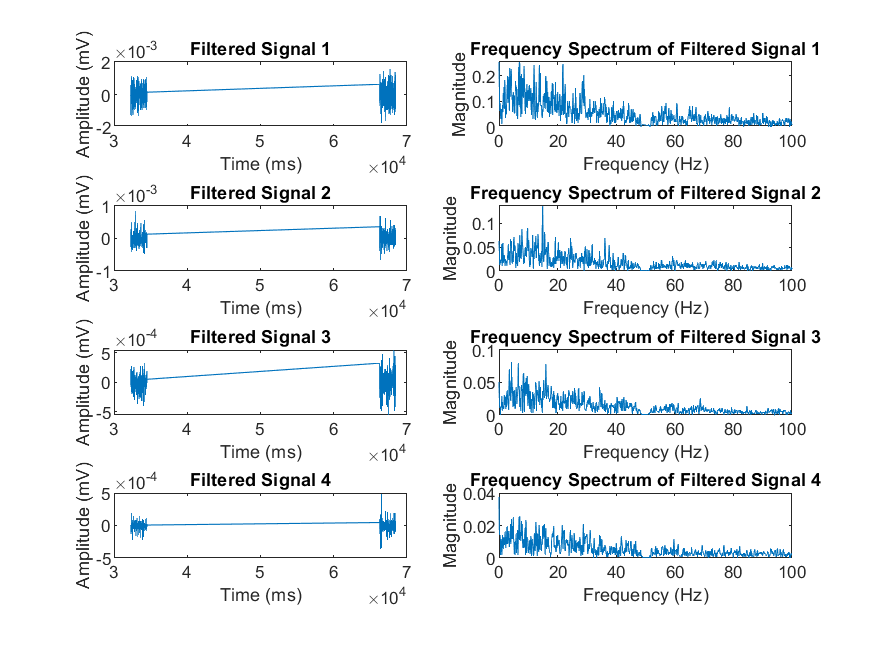 Filtered Signal 1
×10-3
Amplitude (mV)
2
0
-2
3 4 5 6 7
Time (ms)
×104
Frequency Spectrum of Filtered Signal 1
Magnitude
0.2
0.1
0
0 20 40 60 80 100
Frequency (Hz)
Filtered Signal 2
×10-3
Amplitude (mV)
1
0
-1
3 4 5 6 7
Time (ms)
×104
Frequency Spectrum of Filtered Signal 2
Magnitude
0.1
0.05
0
0 20 40 60 80 100
Frequency (Hz)
Filtered Signal 3
×10-4
Amplitude (mV)
5
0
-5
3 4 5 6 7
Time (ms)
×104
Frequency Spectrum of Filtered Signal 3
Magnitude
0.1
0.05
0
0 20 40 60 80 100
Frequency (Hz)
Filtered Signal 4
×10-4
Amplitude (mV)
5
0
-5
3 4 5 6 7
Time (ms)
×104
Frequency Spectrum of Filtered Signal 4
Magnitude
0.04
0.02
0
0 20 40 60 80 100
Frequency (Hz)